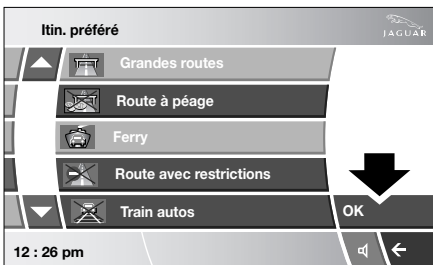 Itin. préféré
JAGUAR
Grandes routes
Route à péage
Ferry
Route avec restrictions
Train autos
OK
12 : 26 pm